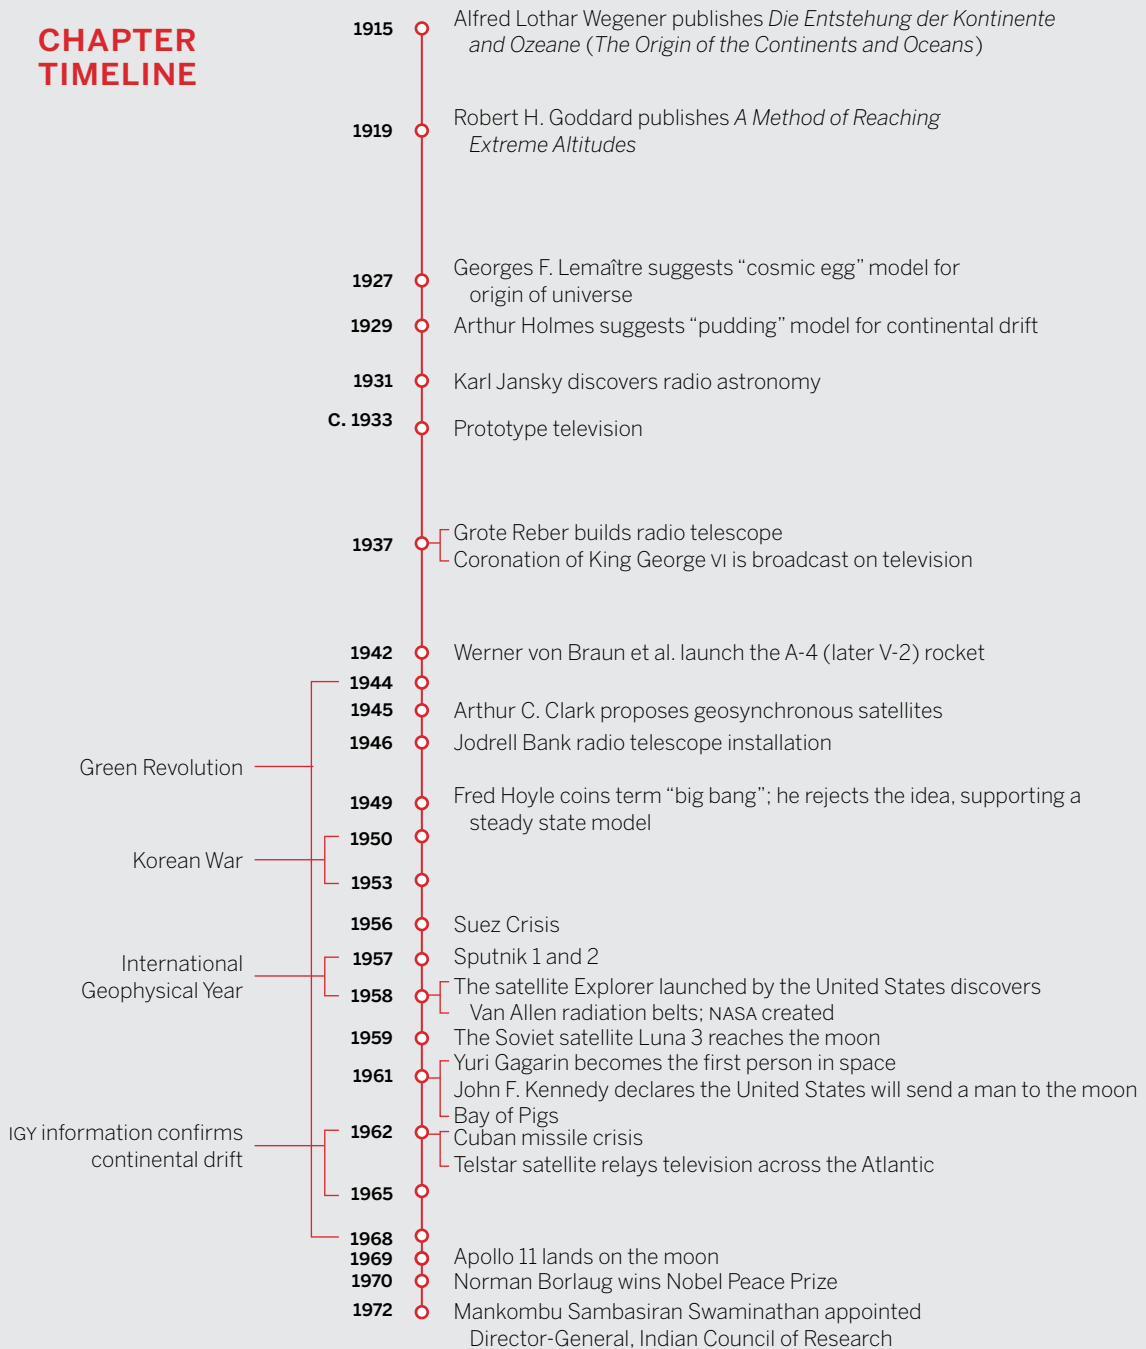 CHAPTER
TIMELINE
1915 Alfred Lothar Wegener publishes Die Entstehung der Kontinente
and Ozeane (The Origin of the Continents and Oceans)
1919 Robert H. Goddard publishes A Method of Reaching
Extreme Altitudes
1927 Georges F. Lemaître suggests “cosmic egg” model for
origin of universe
1929 Arthur Holmes suggests “pudding” model for continental drift
1931 Karl Jansky discovers radio astronomy
C. 1933 Prototype television
1937 Grote Reber builds radio telescope
Coronation of King George VI is broadcast on television
1942 Werner von Braun et al. launch the A-4 (later V-2) rocket
1944
1945 Arthur C. Clark proposes geosynchronous satellites
1946 Jodrell Bank radio telescope installation
Green Revolution
1949 Fred Hoyle coins term “big bang”; he rejects the idea, supporting a
steady state model
1950
Korean War
1953
1956 Suez Crisis
1957 Sputnik 1 and 2
International
Geophysical Year
1958 The satellite Explorer launched by the United States discovers
Van Allen radiation belts; NASA created
1959 The Soviet satellite Luna 3 reaches the moon
1961 Yuri Gagarin becomes the first person in space
John F. Kennedy declares the United States will send a man to the moon
Bay of Pigs
IGY information confirms
continental drift
1962 Cuban missile crisis
Telstar satellite relays television across the Atlantic
1965
1968
1969 Apollo 11 lands on the moon
1970 Norman Borlaug wins Nobel Peace Prize
1972 Mankombu Sambasiran Swaminathan appointed
Director-General, Indian Council of Research